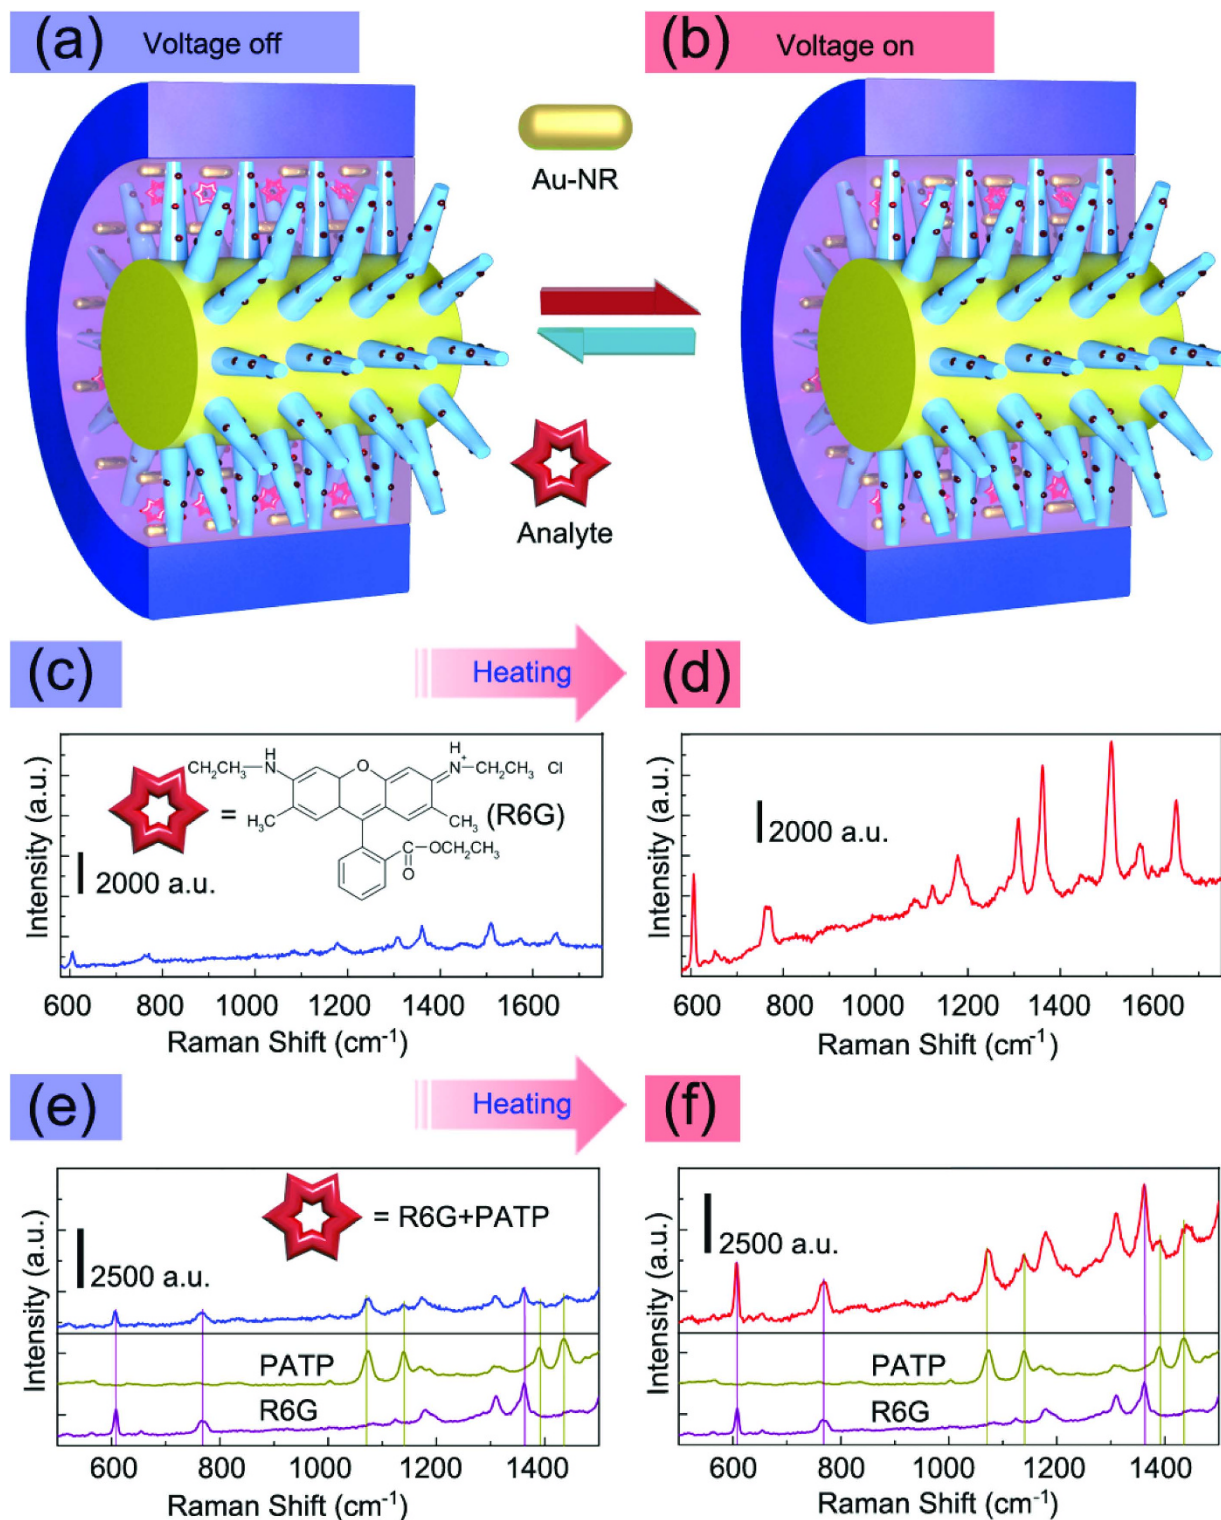 (a) Voltage off
(b) Voltage on
Au-NR
Analyte
(c)
Heating
(d)
Intensity (a.u.)
CH₂CH₃
H
N
O
H
N⁺
CH₂CH₃ Cl
=
H₃C
CH₃
(R6G)
C
O
OCH₂CH₃
2000 a.u.
600 800 1000 1200 1400 1600
Raman Shift (cm⁻¹)
Intensity (a.u.)
2000 a.u.
600 800 1000 1200 1400 1600
Raman Shift (cm⁻¹)
(e)
Heating
(f)
Intensity (a.u.)
= R6G+PATP
2500 a.u.
PATP
R6G
600 800 1000 1200 1400
Raman Shift (cm⁻¹)
Intensity (a.u.)
2500 a.u.
PATP
R6G
600 800 1000 1200 1400
Raman Shift (cm⁻¹)